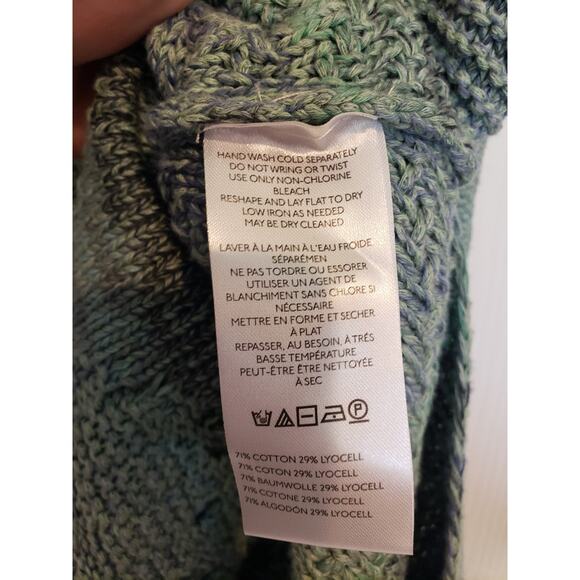 HAND WASH COLD SEPARATELY
DO NOT WRING OR TWIST
USE ONLY NON-CHLORINE
BLEACH
RESHAPE AND LAY FLAT TO DRY
LOW IRON AS NEEDED
MAY BE DRY CLEANED
LAVER À LA MAIN À L'EAU FROIDE
SÉPARÉMEN
NE PAS TORDRE OU ESSORER
UTILISER UN AGENT DE
BLANCHIMENT SANS CHLORE SI
NÉCESSAIRE
METTRE EN FORME ET SECHER
À PLAT
REPASSER, AU BESOIN, À TRÉS
BASSE TEMPÉRATURE
PEUT-ÊTRE ÊTRE NETTOYÉE
À SEC
P
71% COTTON 29% LYOCELL
71% COTON 29% LYOCELL
71% BAUMWOLLE 29% LYOCELL
71% COTONE 29% LYOCELL
71% ALGODÓN 29% LYOCELL